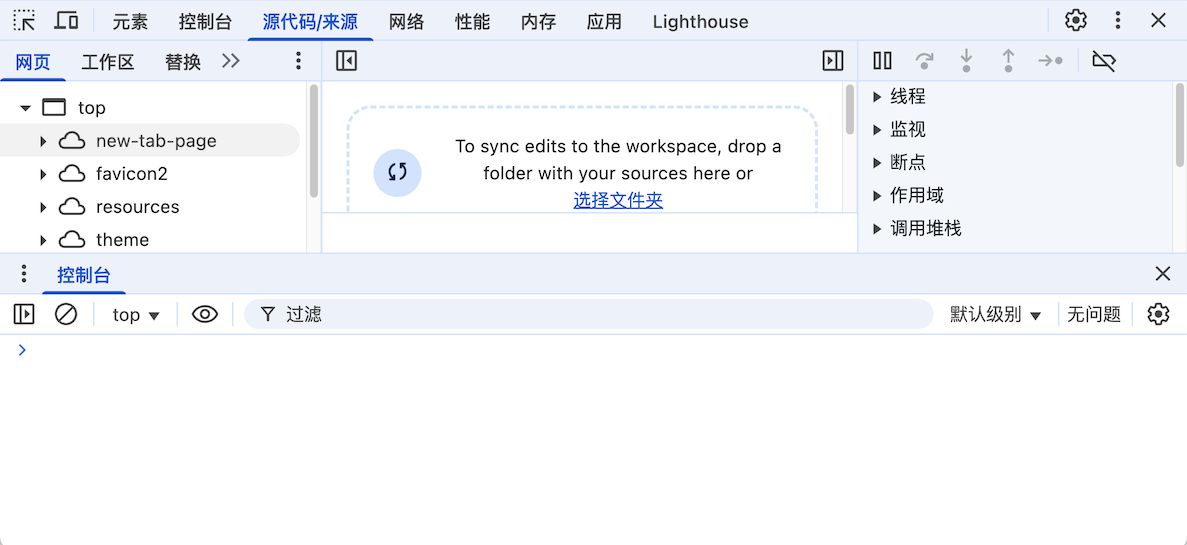 元素 控制台 源代码/来源 网络 性能 内存 应用 Lighthouse
网页 工作区 替换
top
new-tab-page
favicon2
resources
theme
To sync edits to the workspace, drop a
folder with your sources here or
选择文件夹
线程
监视
断点
作用域
调用堆栈
控制台
top 过滤 默认级别 无问题